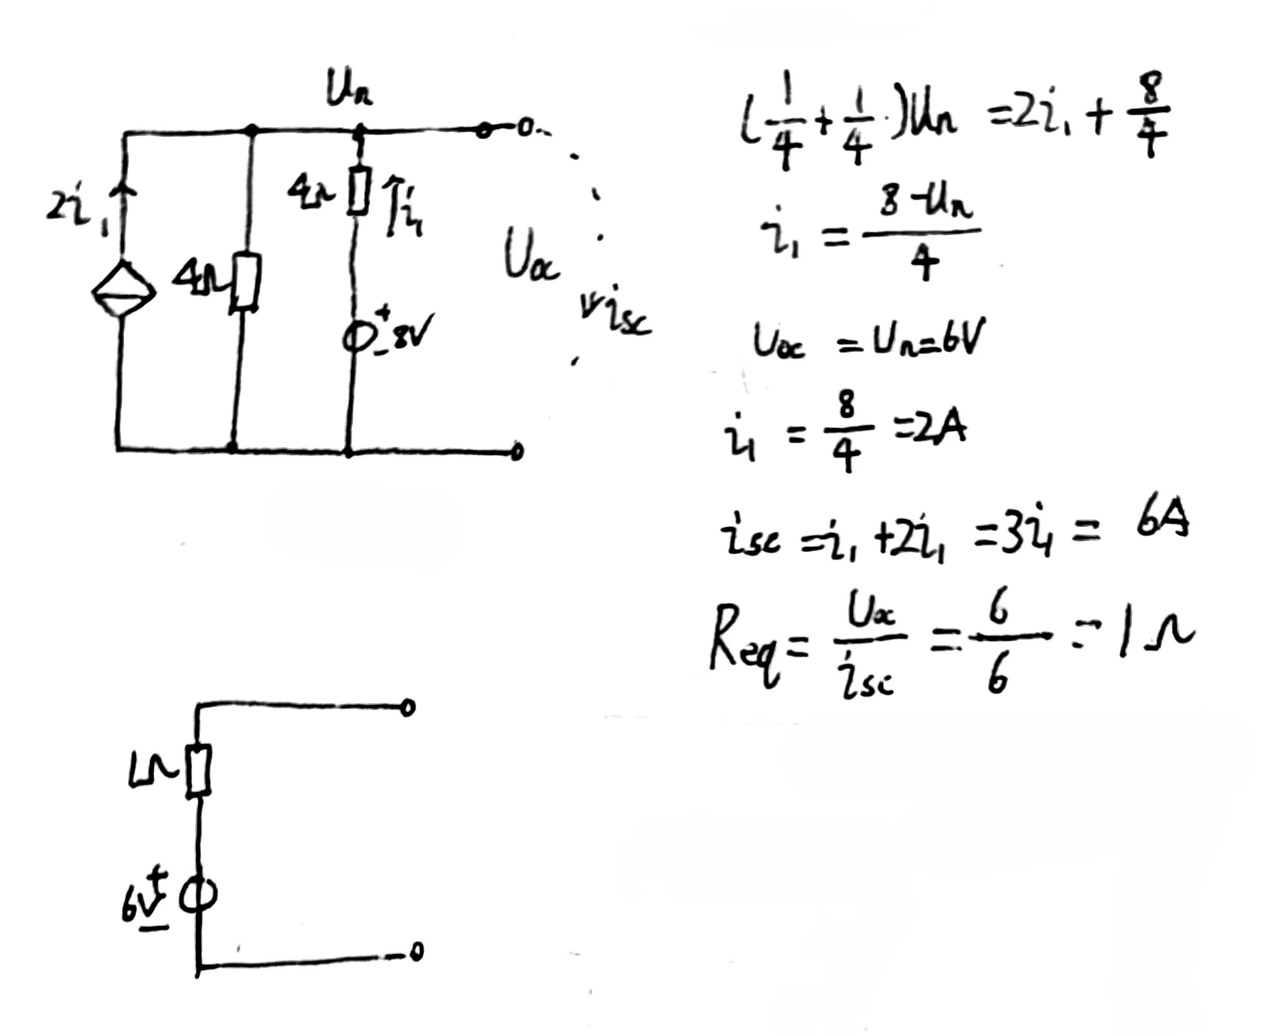 Un
2i₁
4Ω
4Ω
↑i₁
+
8V
-
Uoc
isc
(1/4 + 1/4)Un = 2i₁ + 8/4
i₁ = (8-Un)/4
Uoc = Un = 6V
i₁ = 8/4 = 2A
isc = i₁ + 2i₁ = 3i₁ = 6A
Req = Uoc/isc = 6/6 = 1Ω
1Ω
+
6V
-